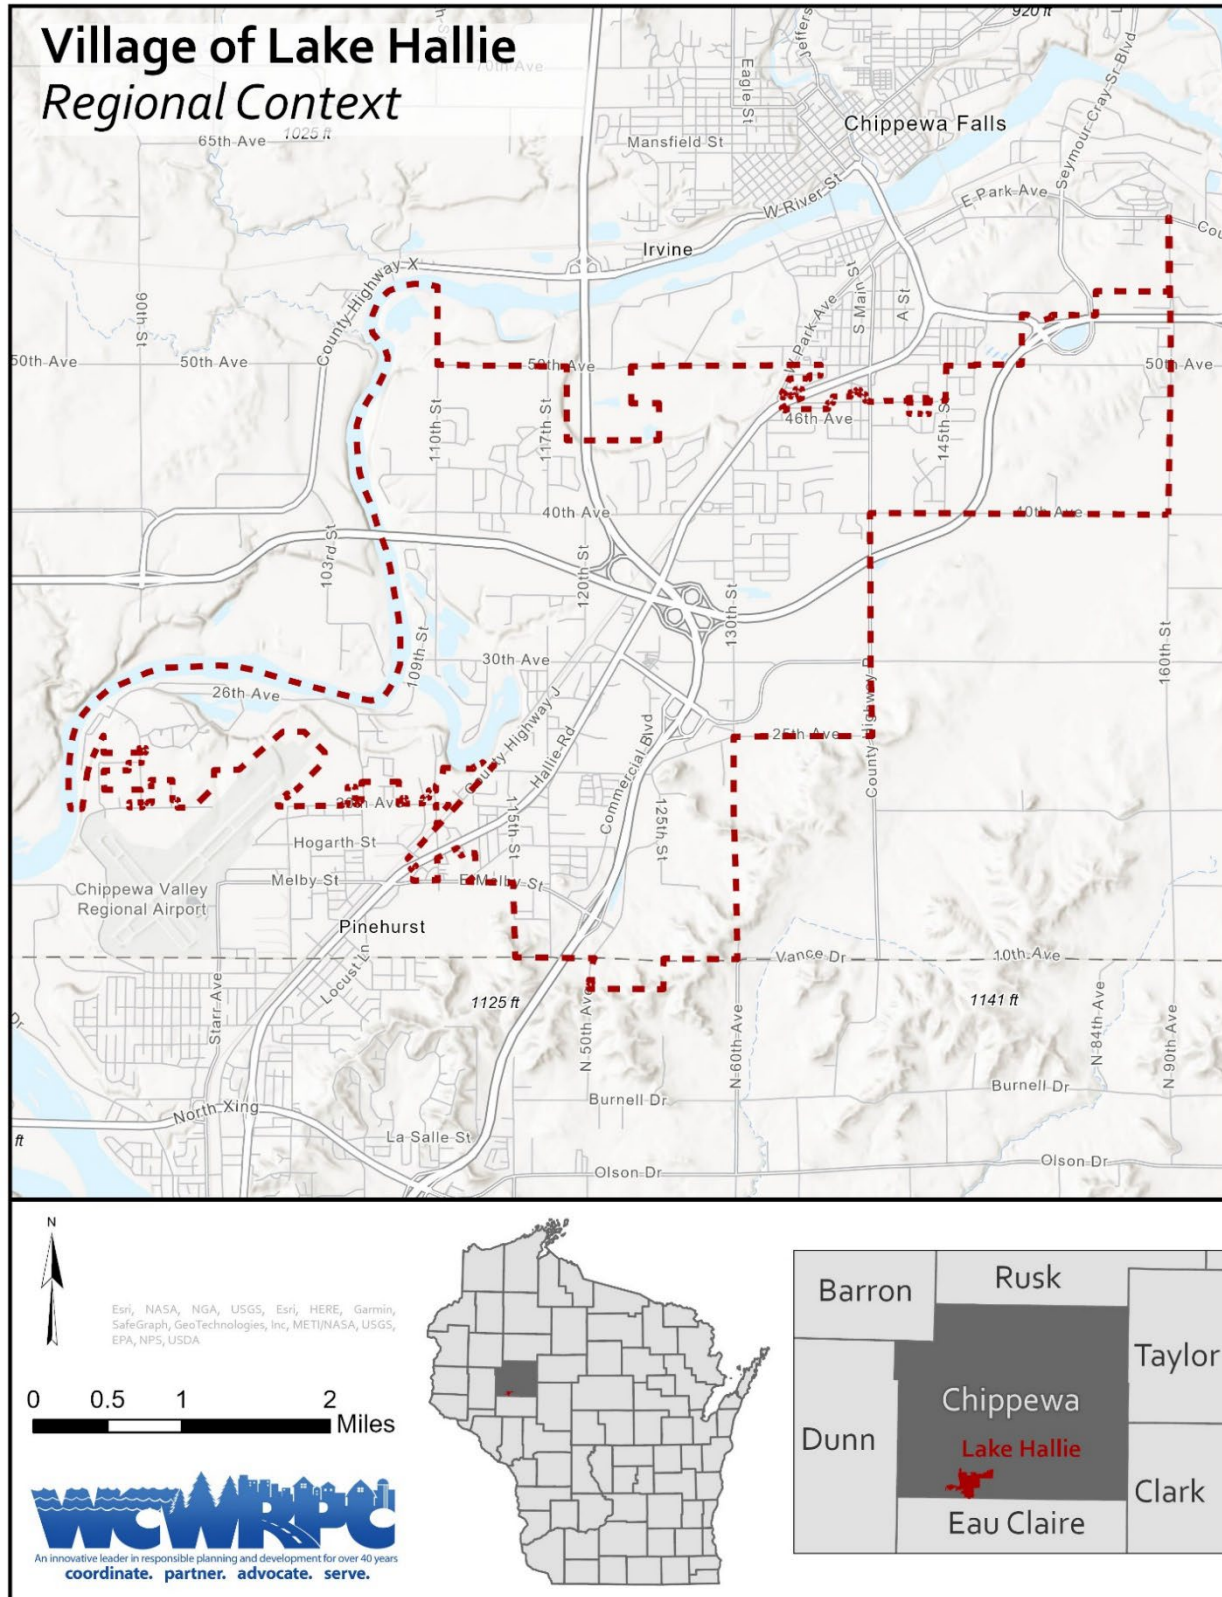 Village of Lake Hallie
Regional Context
920 ft
70th Ave
Jeffers
Eagle St
Seymour Cray Sr Blvd
1025 ft
65th Ave
Mansfield St
Chippewa Falls
E Park Ave
W River St
Cou
Irvine
County Highway X
90th St
W Park Ave
S Main St
A St
50th Ave
50th Ave
50th Ave
50th Ave
110th St
117th St
46th Ave
145th St
40th Ave
40th Ave
103rd St
120th St
130th St
109th St
30th Ave
160th St
26th Ave
County Highway J
Hallie Rd
Commercial Blvd
25th Ave
County Highway P
115th St
125th St
20th Ave
Hogarth St
Melby St
E Melby St
Chippewa Valley
Regional Airport
Pinehurst
Locust Ln
Vance Dr
10th Ave
1125 ft
1141 ft
Starr Ave
N 50th Ave
N 60th Ave
N 84th Ave
N 90th Ave
Dr
Burnell Dr
Burnell Dr
North Xing
ft
La Salle St
Olson Dr
Olson Dr
N
Esri, NASA, NGA, USGS, Esri, HERE, Garmin,
SafeGraph, GeoTechnologies, Inc, METI/NASA, USGS,
EPA, NPS, USDA
0 0.5 1 2
Miles
WCWRPC
An innovative leader in responsible planning and development for over 40 years
coordinate. partner. advocate. serve.
Barron
Rusk
Taylor
Chippewa
Dunn
Lake Hallie
Clark
Eau Claire